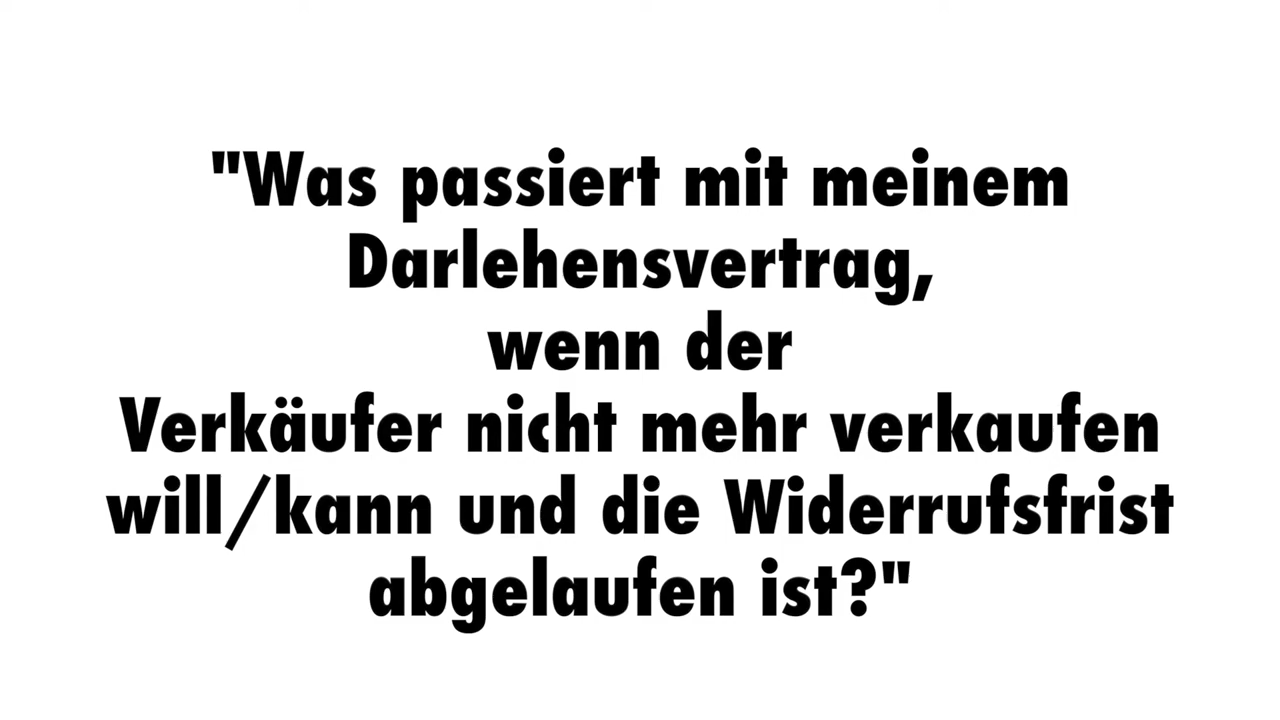 "Was passiert mit meinem
Darlehensvertrag,
wenn der
Verkäufer nicht mehr verkaufen
will/kann und die Widerrufsfrist
abgelaufen ist?"